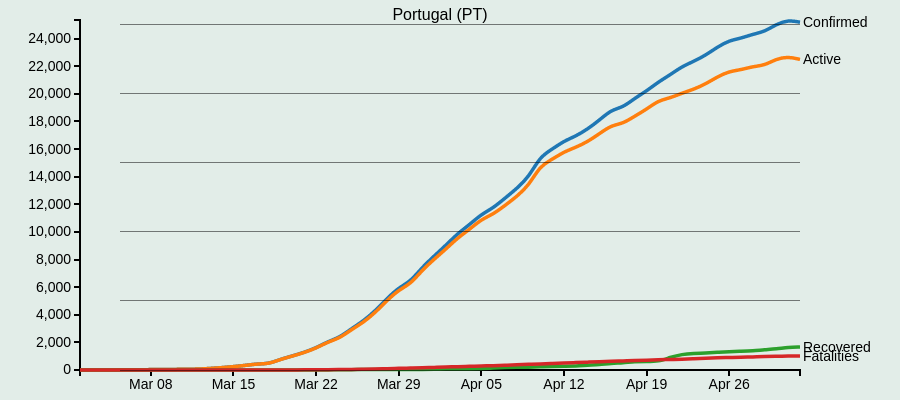 Portugal (PT)
24,000
22,000
20,000
18,000
16,000
14,000
12,000
10,000
8,000
6,000
4,000
2,000
0
Mar 08 Mar 15 Mar 22 Mar 29 Apr 05 Apr 12 Apr 19 Apr 26
Confirmed
Active
Recovered
Fatalities